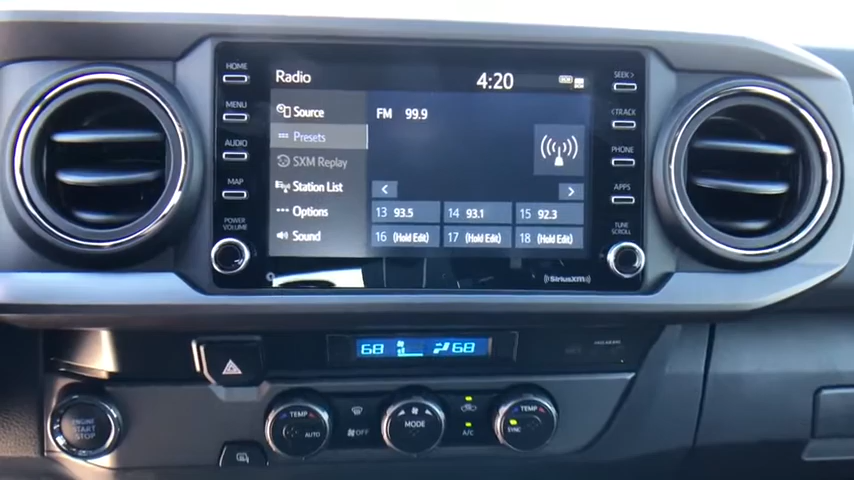 HOME
MENU
AUDIO
MAP
POWER
VOLUME
Radio
4:20
DCM
Source
Presets
SXM Replay
Station List
Options
Sound
FM 99.9
<
>
13 93.5
14 93.1
15 92.3
16 (Hold Edit)
17 (Hold Edit)
18 (Hold Edit)
SEEK >
< TRACK
PHONE
APPS
TUNE
SCROLL
((SiriusXM))
68
68
ENGINE
START
STOP
TEMP
AUTO
OFF
MODE
A/C
TEMP
SYNC